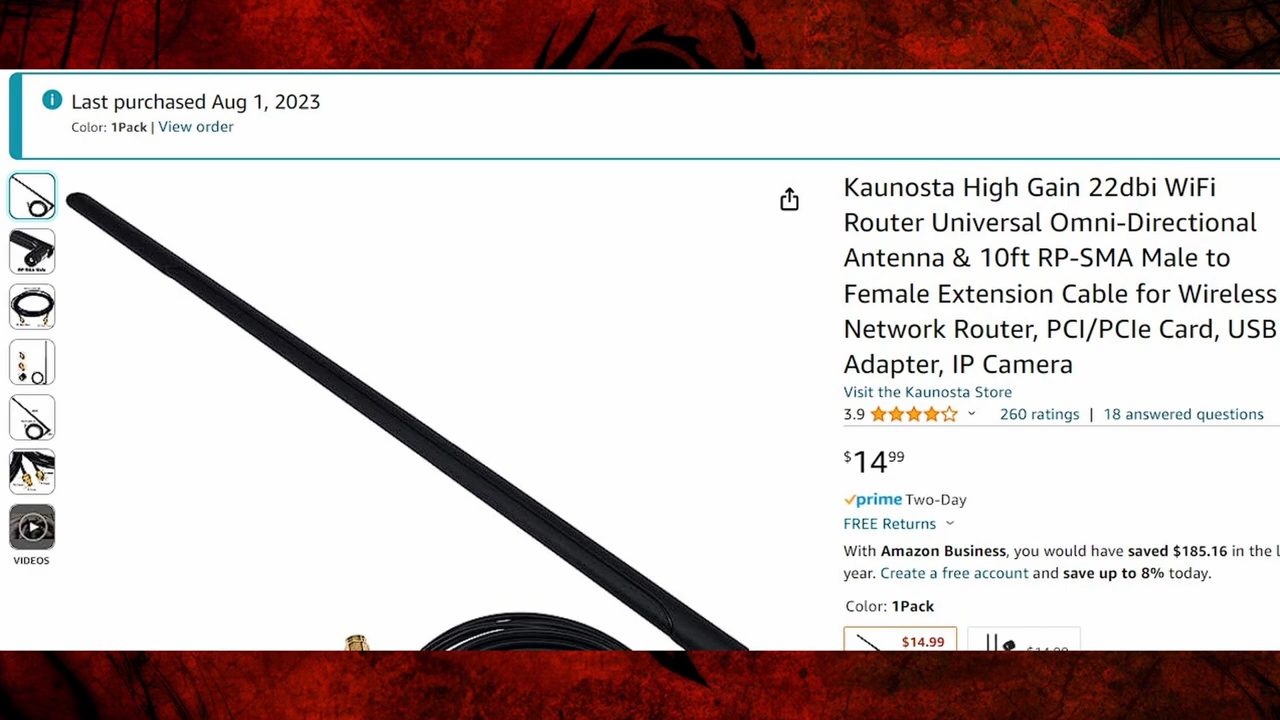 Last purchased Aug 1, 2023
Color: 1Pack | View order
Kaunosta High Gain 22dbi WiFi
Router Universal Omni-Directional
Antenna & 10ft RP-SMA Male to
Female Extension Cable for Wireless
Network Router, PCI/PCIe Card, USB
Adapter, IP Camera
Visit the Kaunosta Store
3.9 260 ratings | 18 answered questions
$14.99
prime Two-Day
FREE Returns
With Amazon Business, you would have saved $185.16 in the
year. Create a free account and save up to 8% today.
Color: 1Pack
$14.99
VIDEOS